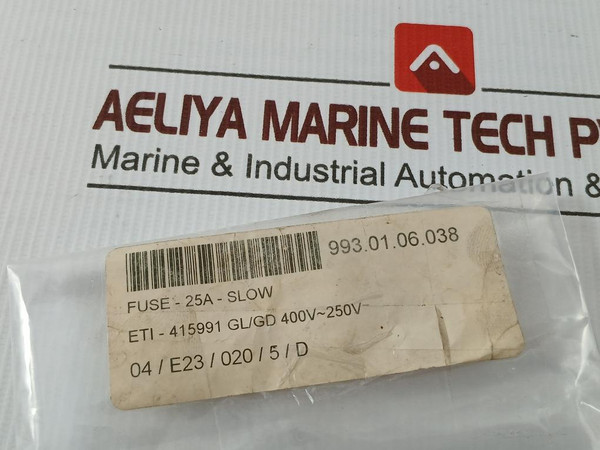 AELIYA MARINE TECH
Marine & Industrial Automation &
993.01.06.038
FUSE - 25A - SLOW
ETI - 415991 GL/GD 400V~250V
04 / E23 / 020 / 5 / D